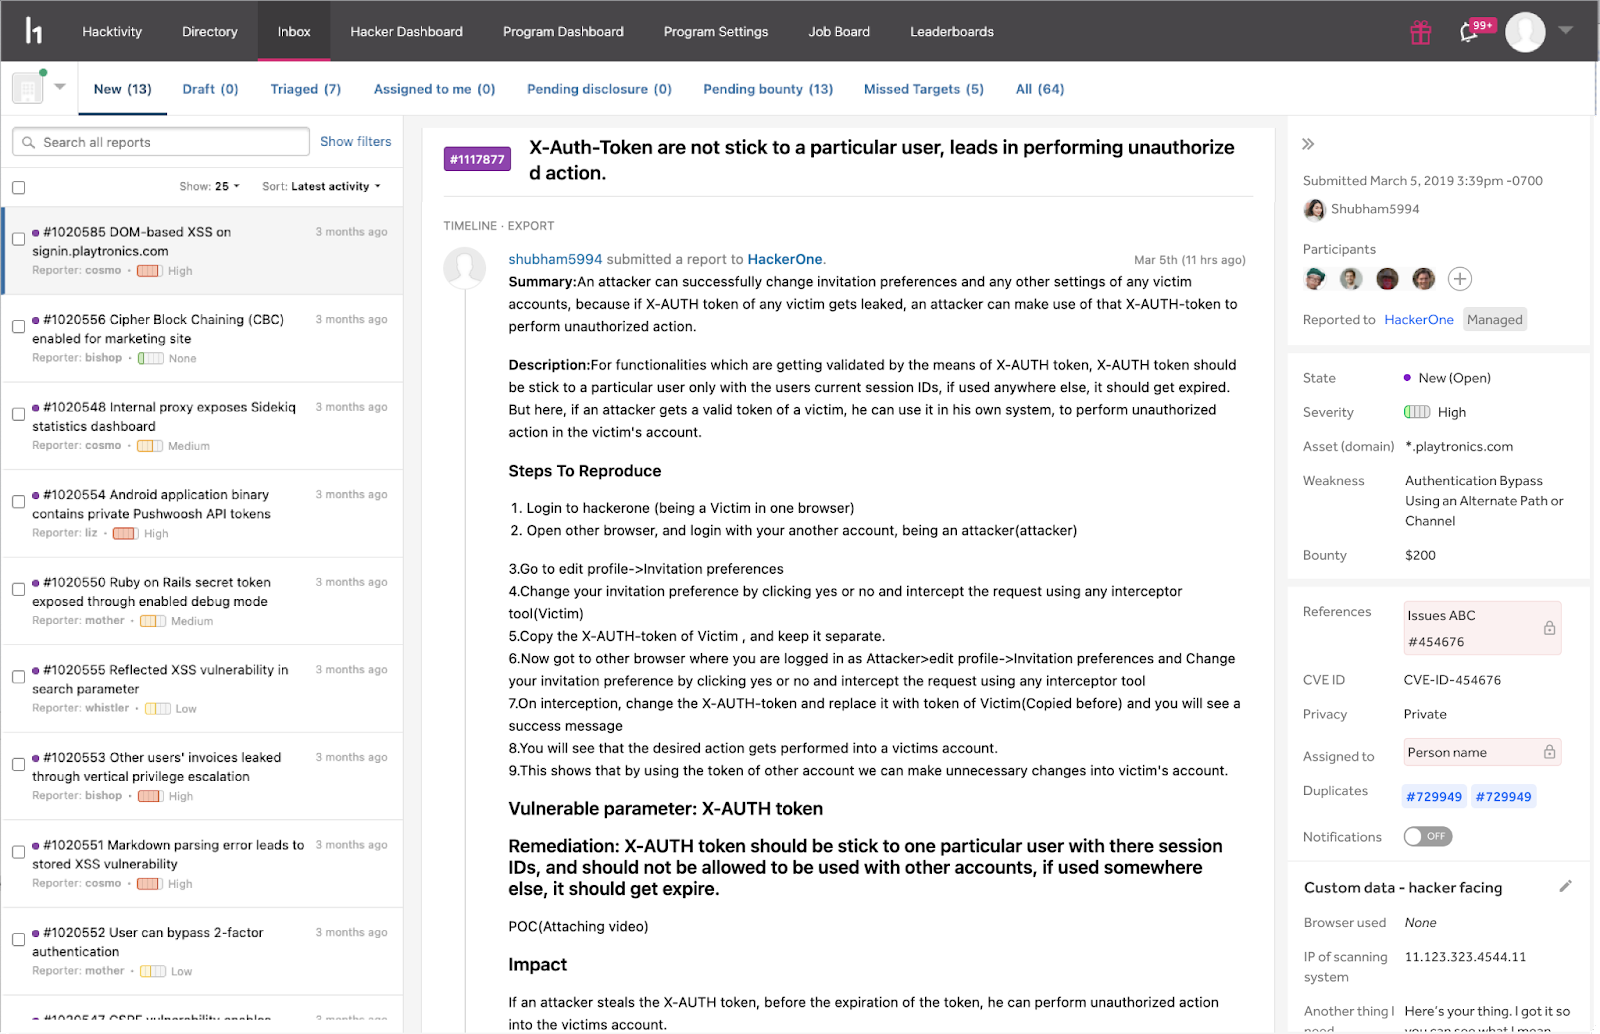 Hacktivity Directory Inbox Hacker Dashboard Program Dashboard Program Settings Job Board Leaderboards 99+
New (13) Draft (0) Triaged (7) Assigned to me (0) Pending disclosure (0) Pending bounty (13) Missed Targets (5) All (64)
Search all reports Show filters
Show: 25 Sort: Latest activity
#1020585 DOM-based XSS on
signin.playtronics.com
3 months ago
Reporter: cosmo • High
#1020556 Cipher Block Chaining (CBC)
enabled for marketing site
3 months ago
Reporter: bishop • None
#1020548 Internal proxy exposes Sidekiq
statistics dashboard
3 months ago
Reporter: cosmo • Medium
#1020554 Android application binary
contains private Pushwoosh API tokens
3 months ago
Reporter: liz • High
#1020550 Ruby on Rails secret token
exposed through enabled debug mode
3 months ago
Reporter: mother • Medium
#1020555 Reflected XSS vulnerability in
search parameter
3 months ago
Reporter: whistler • Low
#1020553 Other users' invoices leaked
through vertical privilege escalation
3 months ago
Reporter: bishop • High
#1020551 Markdown parsing error leads to
stored XSS vulnerability
3 months ago
Reporter: cosmo • High
#1020552 User can bypass 2-factor
authentication
3 months ago
Reporter: mother • Low
#1020547 CSRF vulnerability enables
3 months ago
#1117877
X-Auth-Token are not stick to a particular user, leads in performing unauthorize
d action.
TIMELINE · EXPORT
shubham5994 submitted a report to HackerOne.
Mar 5th (11 hrs ago)
Summary:An attacker can successfully change invitation preferences and any other settings of any victim
accounts, because if X-AUTH token of any victim gets leaked, an attacker can make use of that X-AUTH-token to
perform unauthorized action.
Description:For functionalities which are getting validated by the means of X-AUTH token, X-AUTH token should
be stick to a particular user only with the users current session IDs, if used anywhere else, it should get expired.
But here, if an attacker gets a valid token of a victim, he can use it in his own system, to perform unauthorized
action in the victim's account.
Steps To Reproduce
1. Login to hackerone (being a Victim in one browser)
2. Open other browser, and login with your another account, being an attacker(attacker)
3.Go to edit profile->Invitation preferences
4.Change your invitation preference by clicking yes or no and intercept the request using any interceptor
tool(Victim)
5.Copy the X-AUTH-token of Victim , and keep it separate.
6.Now got to other browser where you are logged in as Attacker>edit profile->Invitation preferences and Change
your invitation preference by clicking yes or no and intercept the request using any interceptor tool
7.On interception, change the X-AUTH-token and replace it with token of Victim(Copied before) and you will see a
success message
8.You will see that the desired action gets performed into a victims account.
9.This shows that by using the token of other account we can make unnecessary changes into victim's account.
Vulnerable parameter: X-AUTH token
Remediation: X-AUTH token should be stick to one particular user with there session
IDs, and should not be allowed to be used with other accounts, if used somewhere
else, it should get expire.
POC(Attaching video)
Impact
If an attacker steals the X-AUTH token, before the expiration of the token, he can perform unauthorized action
into the victims account.
Submitted March 5, 2019 3:39pm -0700
Shubham5994
Participants
Reported to HackerOne Managed
State New (Open)
Severity High
Asset (domain) *.playtronics.com
Weakness Authentication Bypass
Using an Alternate Path or
Channel
Bounty $200
References Issues ABC
#454676
CVE ID CVE-ID-454676
Privacy Private
Assigned to Person name
Duplicates #729949 #729949
Notifications OFF
Custom data - hacker facing
Browser used None
IP of scanning 11.123.323.4544.11
system
Another thing I Here's your thing. I got it so
need you can see what I mean